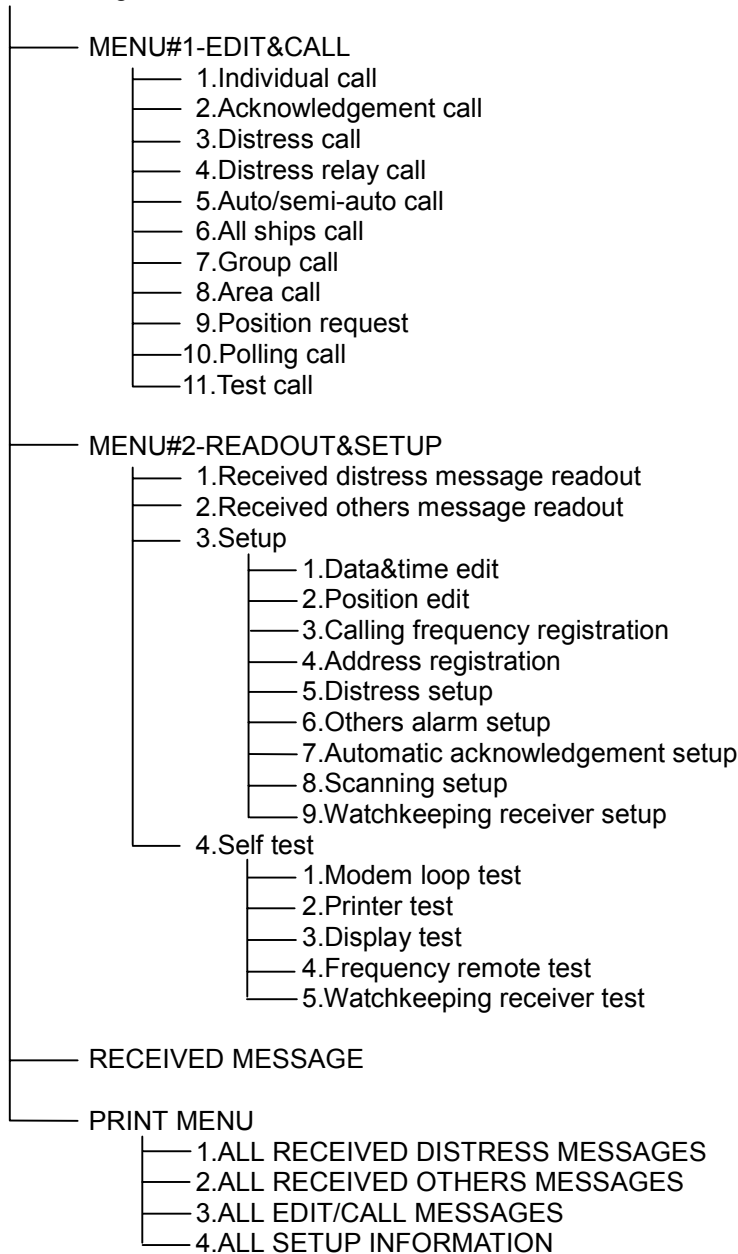 MENU#1-EDIT&CALL
1.Individual call
2.Acknowledgement call
3.Distress call
4.Distress relay call
5.Auto/semi-auto call
6.All ships call
7.Group call
8.Area call
9.Position request
10.Polling call
11.Test call
MENU#2-READOUT&SETUP
1.Received distress message readout
2.Received others message readout
3.Setup
1.Data&time edit
2.Position edit
3.Calling frequency registration
4.Address registration
5.Distress setup
6.Others alarm setup
7.Automatic acknowledgement setup
8.Scanning setup
9.Watchkeeping receiver setup
4.Self test
1.Modem loop test
2.Printer test
3.Display test
4.Frequency remote test
5.Watchkeeping receiver test
RECEIVED MESSAGE
PRINT MENU
1.ALL RECEIVED DISTRESS MESSAGES
2.ALL RECEIVED OTHERS MESSAGES
3.ALL EDIT/CALL MESSAGES
4.ALL SETUP INFORMATION